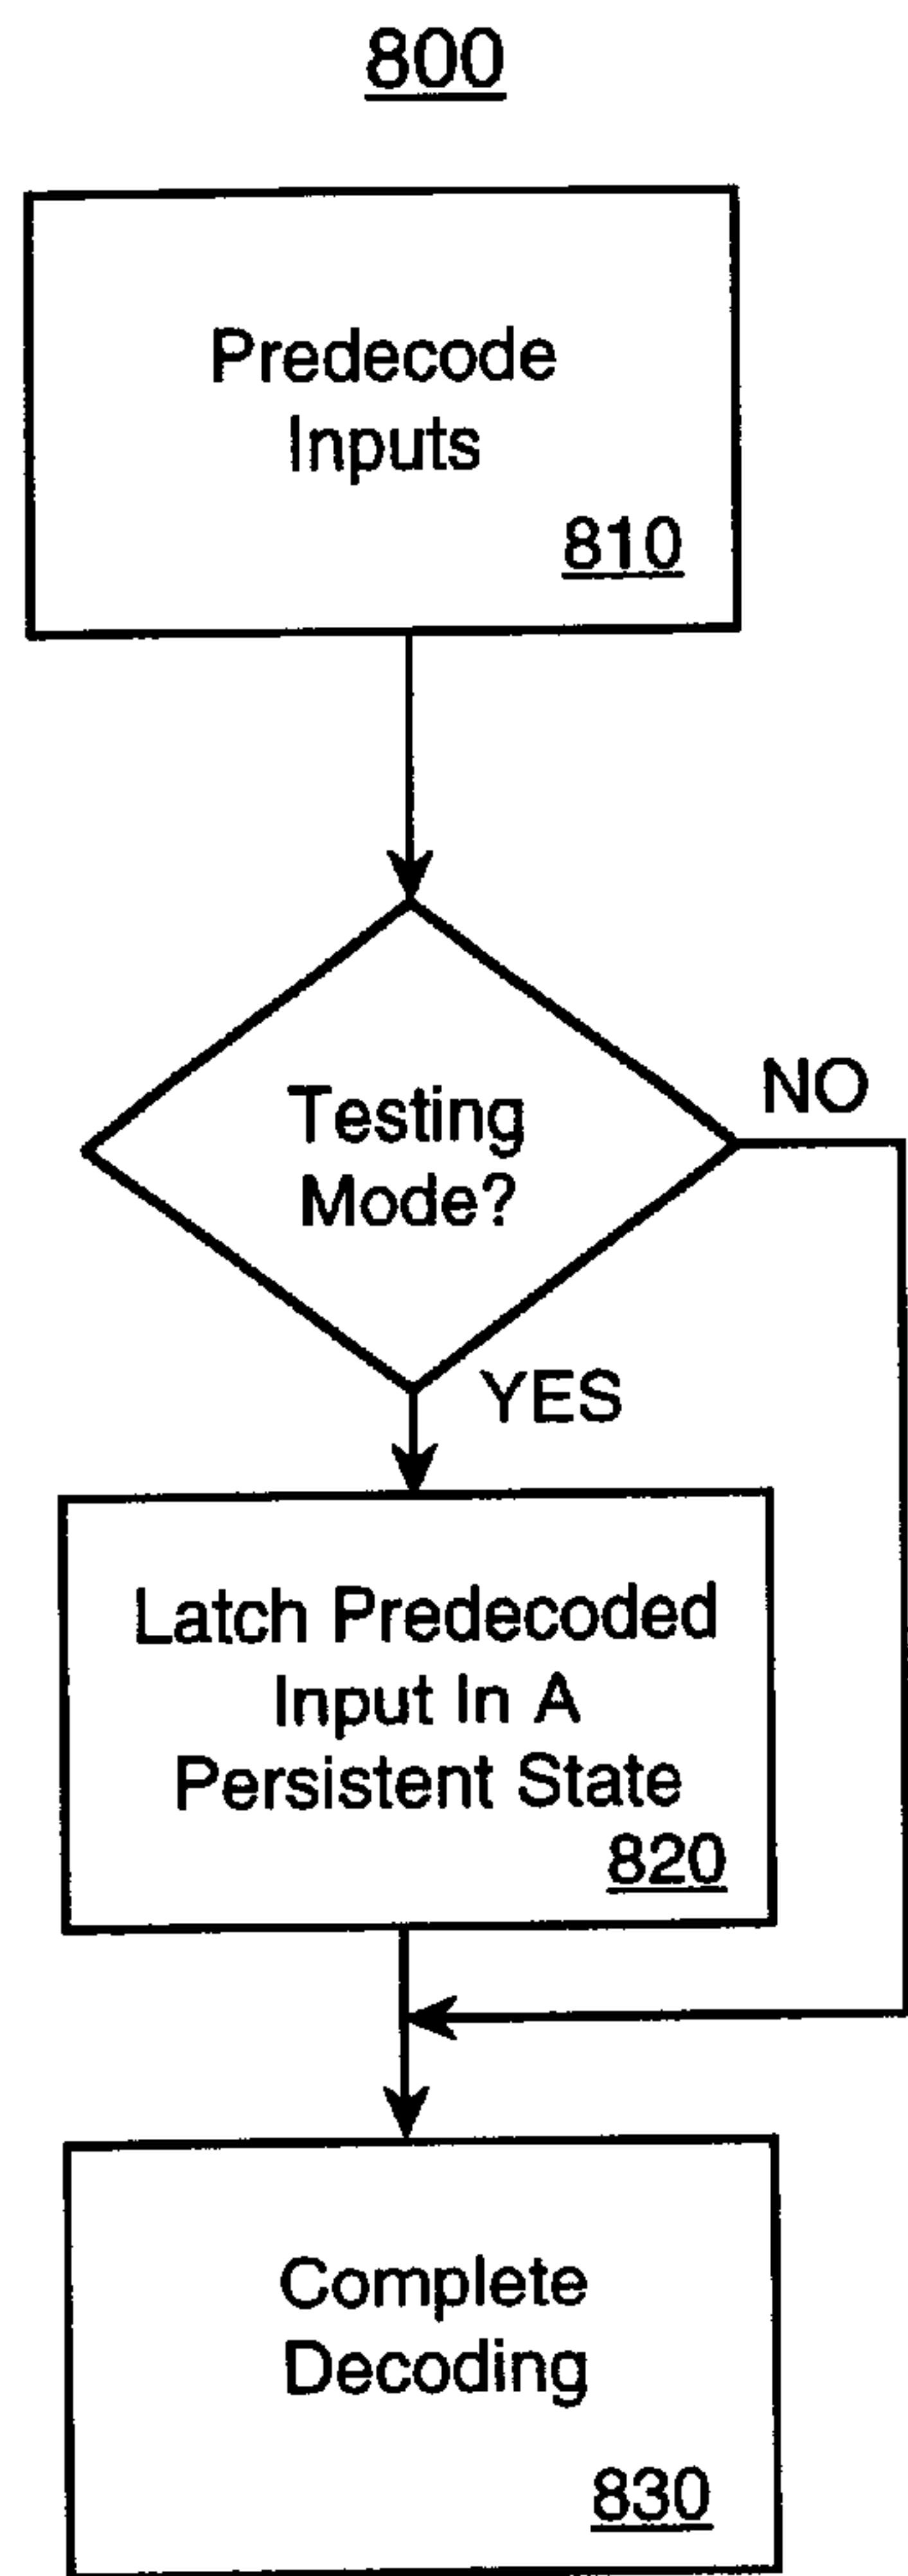 800
Predecode
Inputs
810
Testing
Mode?
NO
YES
Latch Predecoded
Input In A
Persistent State
820
Complete
Decoding
830